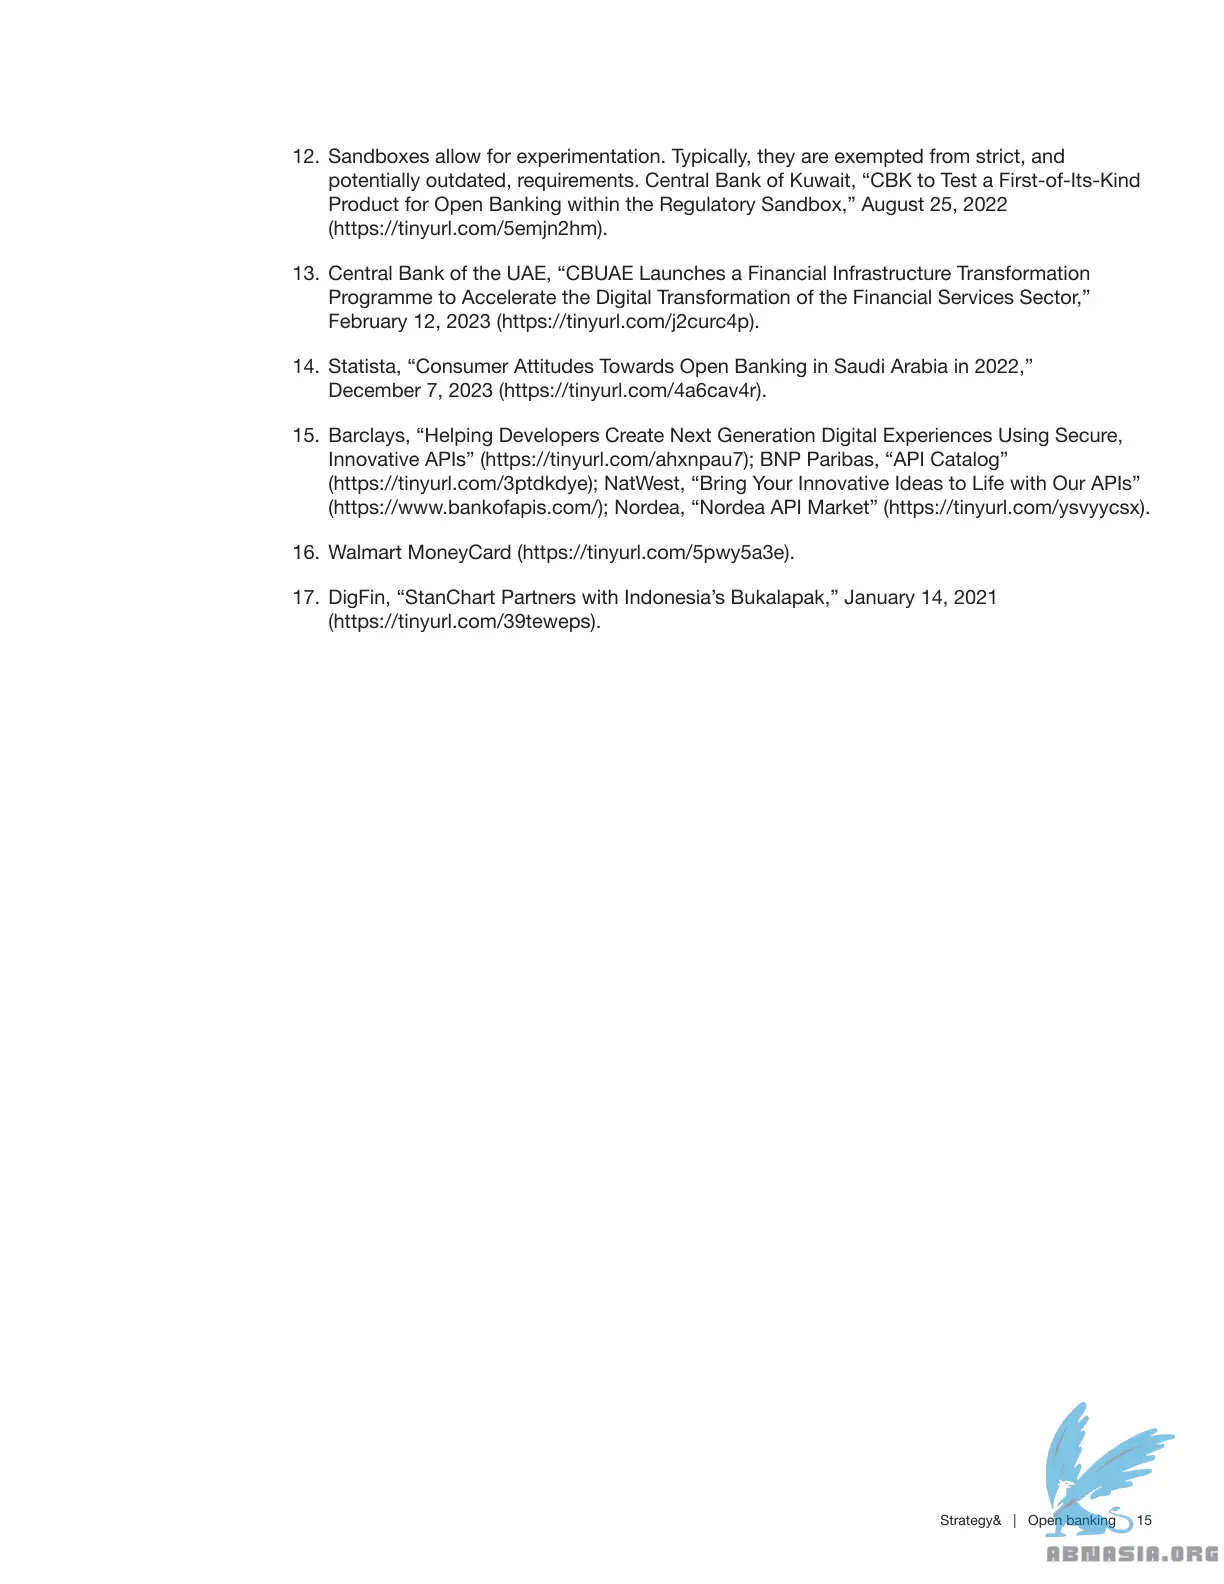 12. Sandboxes allow for experimentation. Typically, they are exempted from strict, and
potentially outdated, requirements. Central Bank of Kuwait, “CBK to Test a First-of-Its-Kind
Product for Open Banking within the Regulatory Sandbox,” August 25, 2022
(https://tinyurl.com/5emjn2hm).
13. Central Bank of the UAE, “CBUAE Launches a Financial Infrastructure Transformation
Programme to Accelerate the Digital Transformation of the Financial Services Sector,”
February 12, 2023 (https://tinyurl.com/j2curc4p).
14. Statista, “Consumer Attitudes Towards Open Banking in Saudi Arabia in 2022,”
December 7, 2023 (https://tinyurl.com/4a6cav4r).
15. Barclays, “Helping Developers Create Next Generation Digital Experiences Using Secure,
Innovative APIs” (https://tinyurl.com/ahxnpau7); BNP Paribas, “API Catalog”
(https://tinyurl.com/3ptdkdye); NatWest, “Bring Your Innovative Ideas to Life with Our APIs”
(https://www.bankofapis.com/); Nordea, “Nordea API Market” (https://tinyurl.com/ysvyycsx).
16. Walmart MoneyCard (https://tinyurl.com/5pwy5a3e).
17. DigFin, “StanChart Partners with Indonesia’s Bukalapak,” January 14, 2021
(https://tinyurl.com/39teweps).
Strategy& | Open banking 15
ABNASIA.ORG